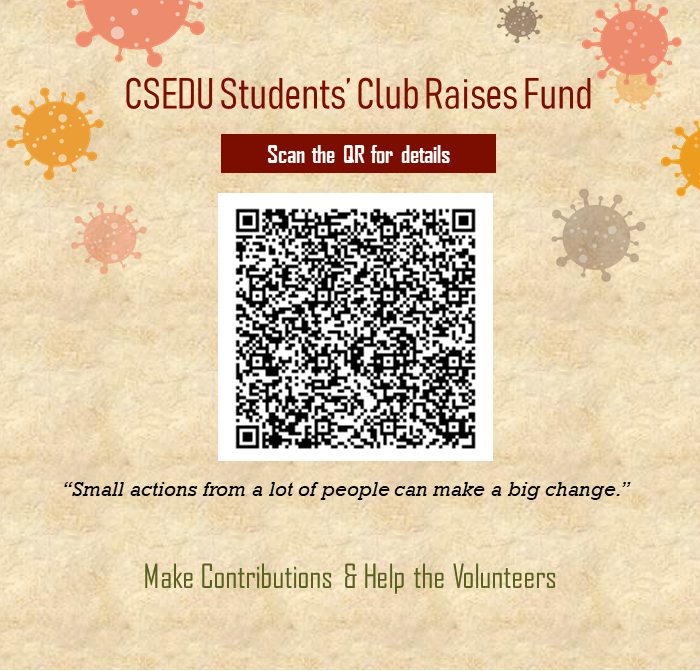 CSEDU Students’ Club Raises Fund
Scan the QR for details
“Small actions from a lot of people can make a big change.”
Make Contributions & Help the Volunteers